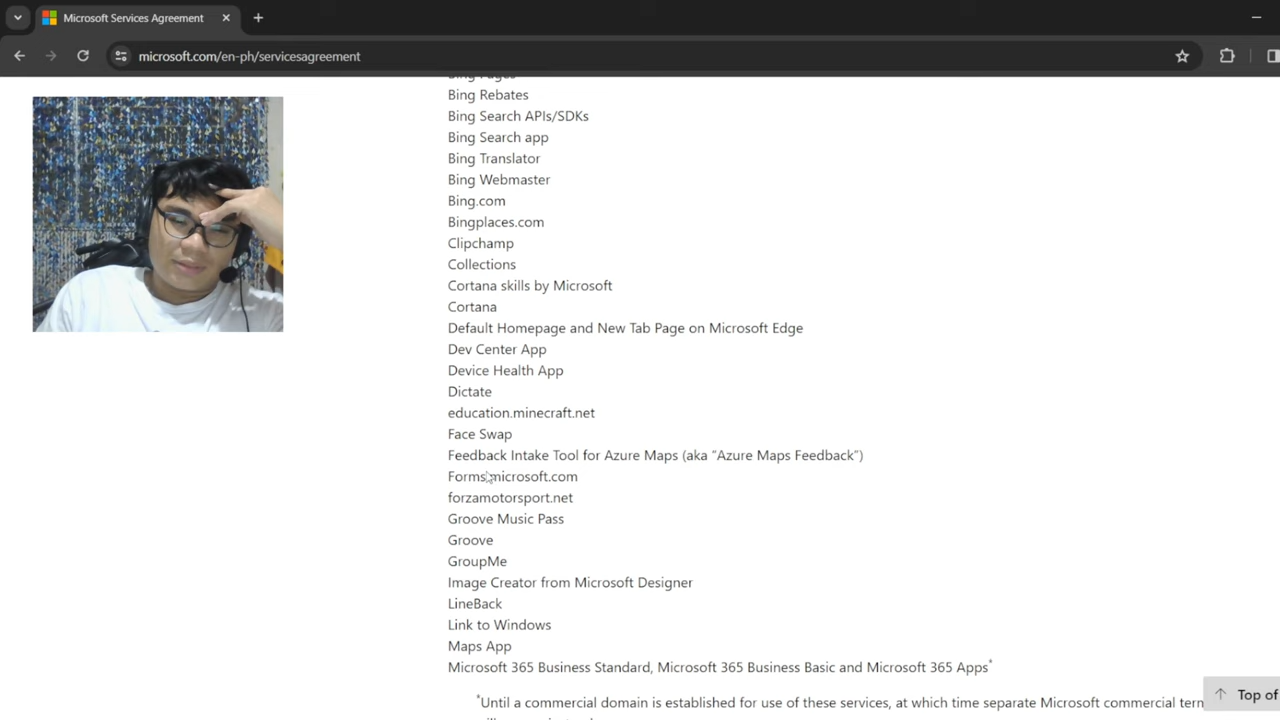 Microsoft Services Agreement
microsoft.com/en-ph/servicesagreement
Bing Pages
Bing Rebates
Bing Search APIs/SDKs
Bing Search app
Bing Translator
Bing Webmaster
Bing.com
Bingplaces.com
Clipchamp
Collections
Cortana skills by Microsoft
Cortana
Default Homepage and New Tab Page on Microsoft Edge
Dev Center App
Device Health App
Dictate
education.minecraft.net
Face Swap
Feedback Intake Tool for Azure Maps (aka “Azure Maps Feedback”)
Forms.microsoft.com
forzamotorsport.net
Groove Music Pass
Groove
GroupMe
Image Creator from Microsoft Designer
LineBack
Link to Windows
Maps App
Microsoft 365 Business Standard, Microsoft 365 Business Basic and Microsoft 365 Apps*
*Until a commercial domain is established for use of these services, at which time separate Microsoft commercial
Top of